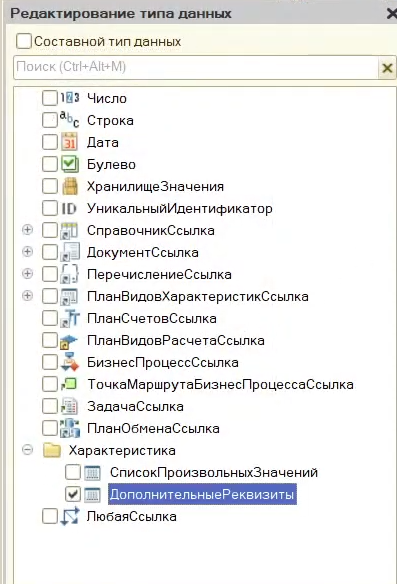 Редактирование типа данных
Составной тип данных
Поиск (Ctrl+Alt+M)
Число
Строка
Дата
Булево
ХранилищеЗначения
УникальныйИдентификатор
СправочникСсылка
ДокументСсылка
ПеречислениеСсылка
ПланВидовХарактеристикСсылка
ПланСчетовСсылка
ПланВидовРасчетаСсылка
БизнесПроцессСсылка
ТочкаМаршрутаБизнесПроцессаСсылка
ЗадачаСсылка
ПланОбменаСсылка
Характеристика
СписокПроизвольныхЗначений
ДополнительныеРеквизиты
ЛюбаяСсылка